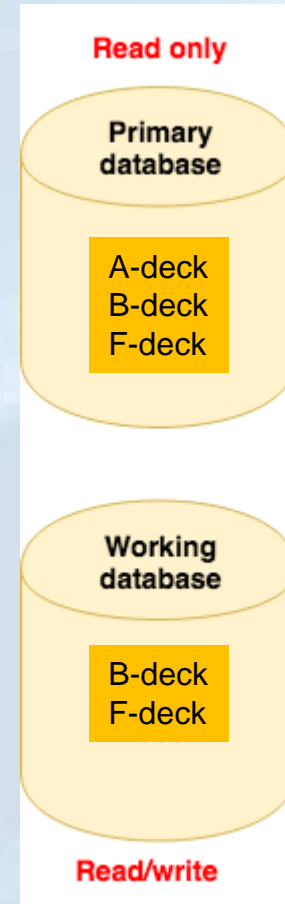 Read only
Primary
database
A-deck
B-deck
F-deck
Working
database
B-deck
F-deck
Read/write